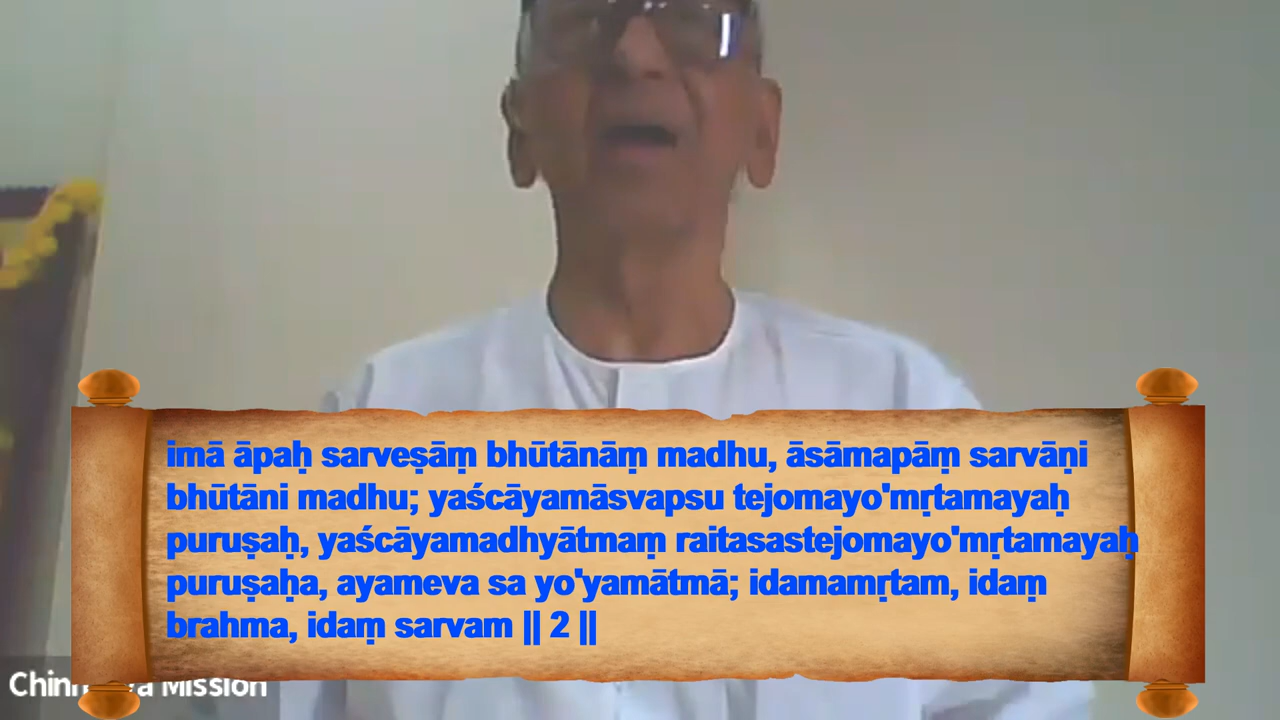 imā āpaḥ sarveṣāṃ bhūtānāṃ madhu, āsāmapāṃ sarvāṇi
bhūtāni madhu; yaścāyamāsvapsu tejomayo'mṛtamayaḥ
puruṣaḥ, yaścāyamadhyātmaṃ raitasastejomayo'mṛtamayaḥ
puruṣaḥa, ayameva sa yo'yamātmā; idamamṛtam, idaṃ
brahma, idaṃ sarvam || 2 ||
Mission